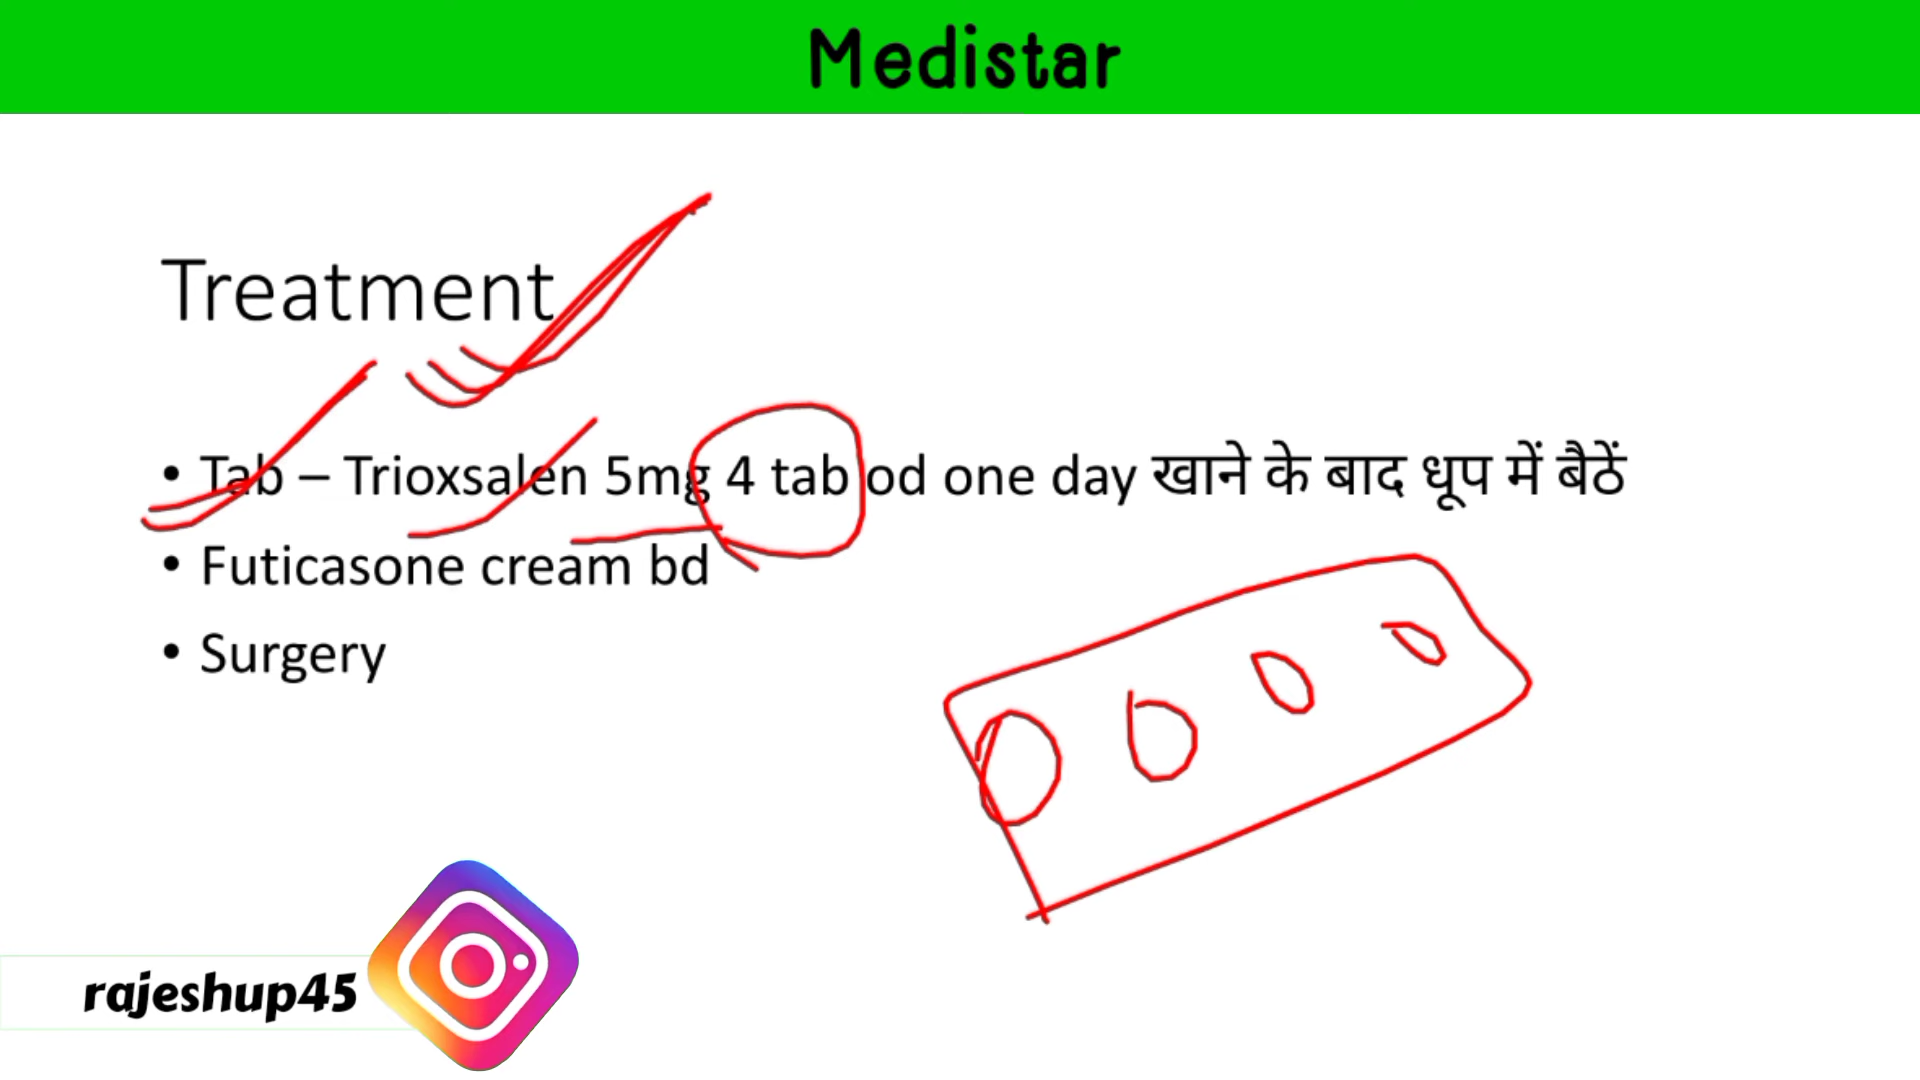 Medistar
Treatment
• Tab – Trioxsalen 5mg 4 tab od one day खाने के बाद धूप में बैठें
• Futicasone cream bd
• Surgery
rajeshup45